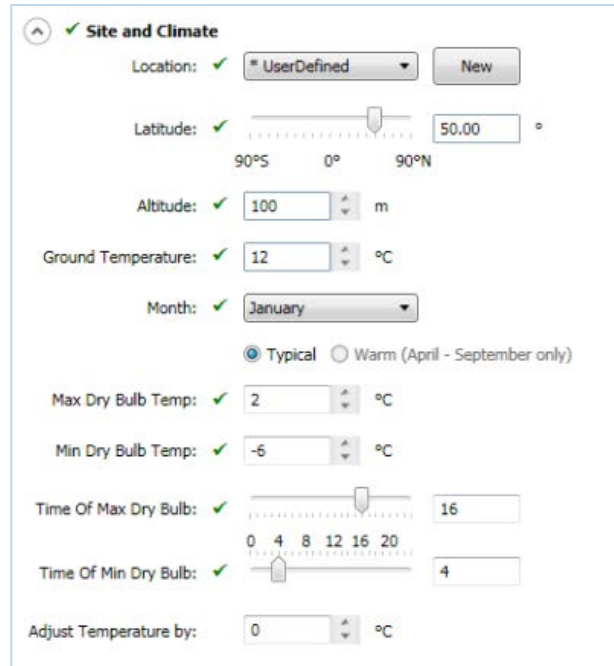 Site and Climate
Location: * UserDefined New
Latitude: 50.00 °
90°S 0° 90°N
Altitude: 100 m
Ground Temperature: 12 °C
Month: January
Typical Warm (April - September only)
Max Dry Bulb Temp: 2 °C
Min Dry Bulb Temp: -6 °C
Time Of Max Dry Bulb: 16
0 4 8 12 16 20
Time Of Min Dry Bulb: 4
Adjust Temperature by: 0 °C